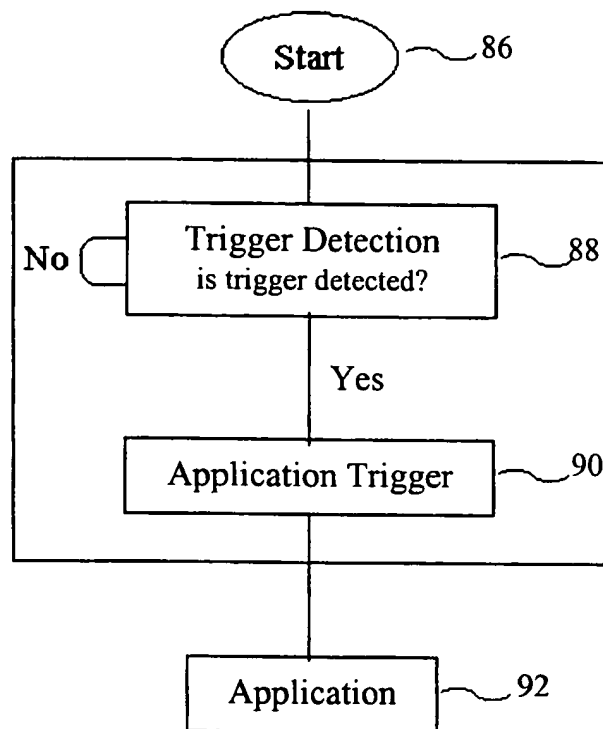 Start
86
Trigger Detection
is trigger detected?
88
No
Yes
Application Trigger
90
Application
92